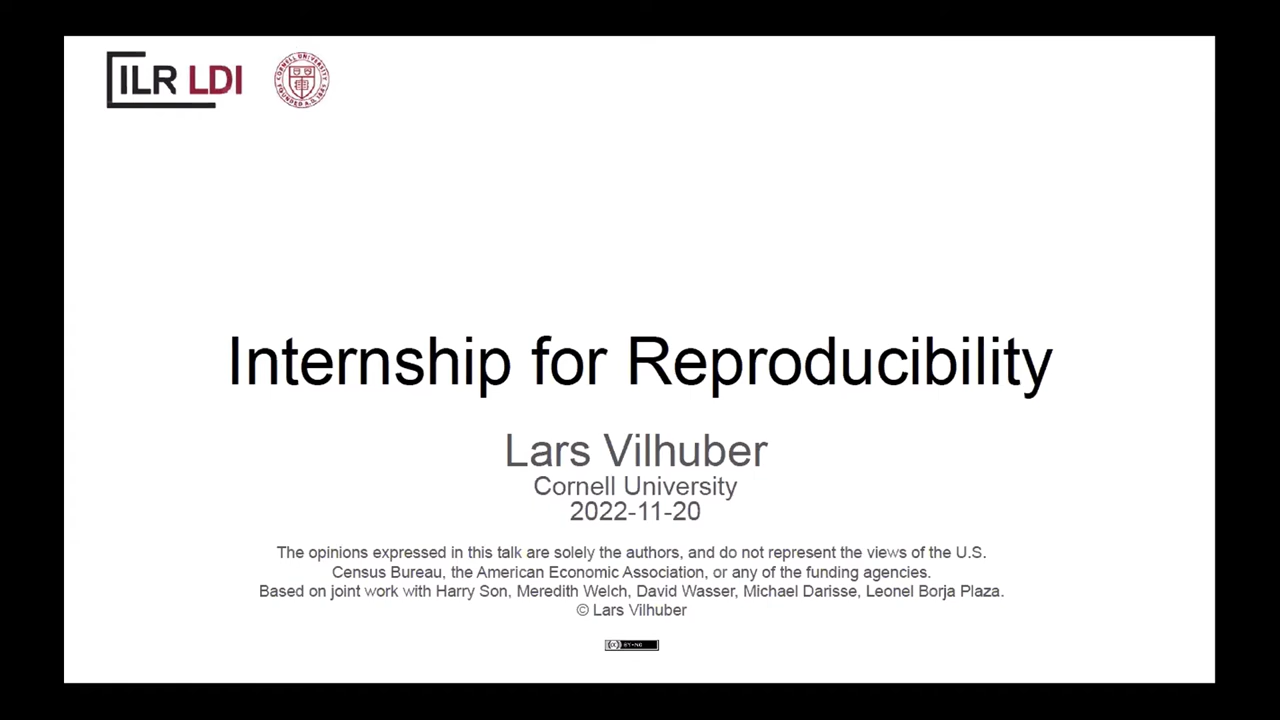 ILR LDI
Internship for Reproducibility
Lars Vilhuber
Cornell University
2022-11-20
The opinions expressed in this talk are solely the authors, and do not represent the views of the U.S.
Census Bureau, the American Economic Association, or any of the funding agencies.
Based on joint work with Harry Son, Meredith Welch, David Wasser, Michael Darisse, Leonel Borja Plaza.
© Lars Vilhuber